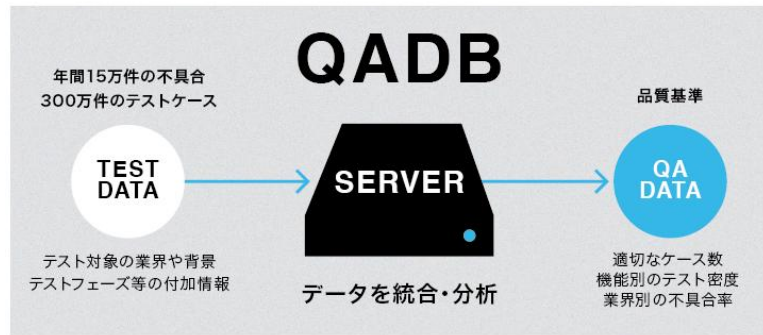 QADB
年間15万件の不具合
300万件のテストケース
TEST
DATA
テスト対象の業界や背景
テストフェーズ等の付加情報
SERVER
データを統合・分析
品質基準
QA
DATA
適切なケース数
機能別のテスト密度
業界別の不具合率